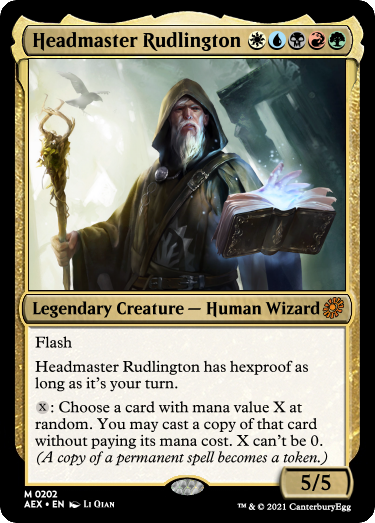 Headmaster Rudlington
Legendary Creature — Human Wizard
Flash
Headmaster Rudlington has hexproof as
long as it's your turn.
X: Choose a card with mana value X at
random. You may cast a copy of that card
without paying its mana cost. X can't be 0.
(A copy of a permanent spell becomes a token.)
5/5
M 0202
AEX • EN Li Qian
™ & © 2021 CanterburyEgg